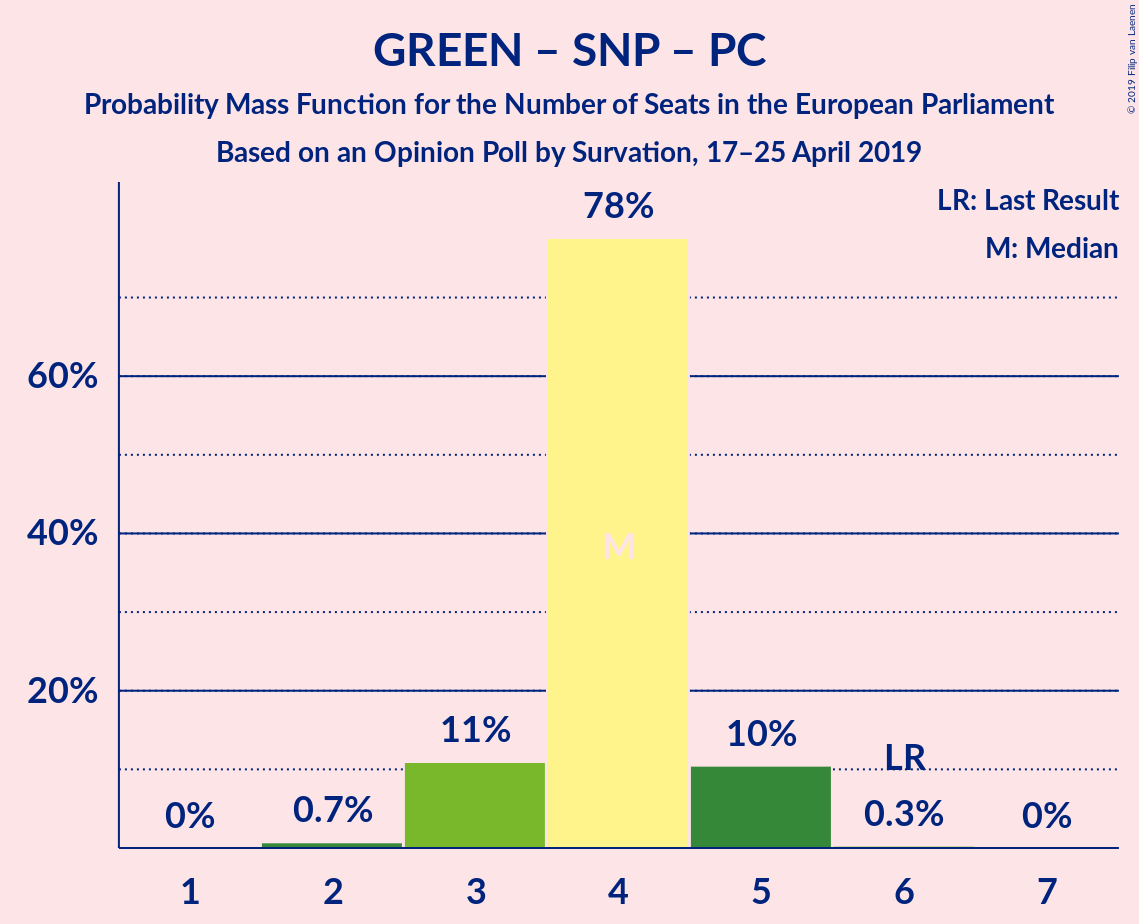 GREEN – SNP – PC
Probability Mass Function for the Number of Seats in the European Parliament
Based on an Opinion Poll by Survation, 17–25 April 2019
© 2019 Filip van Laenen
LR: Last Result
M: Median
78%
60%
40%
M
20%
11%
10%
LR
0%
0.7%
0.3%
0%
1 2 3 4 5 6 7